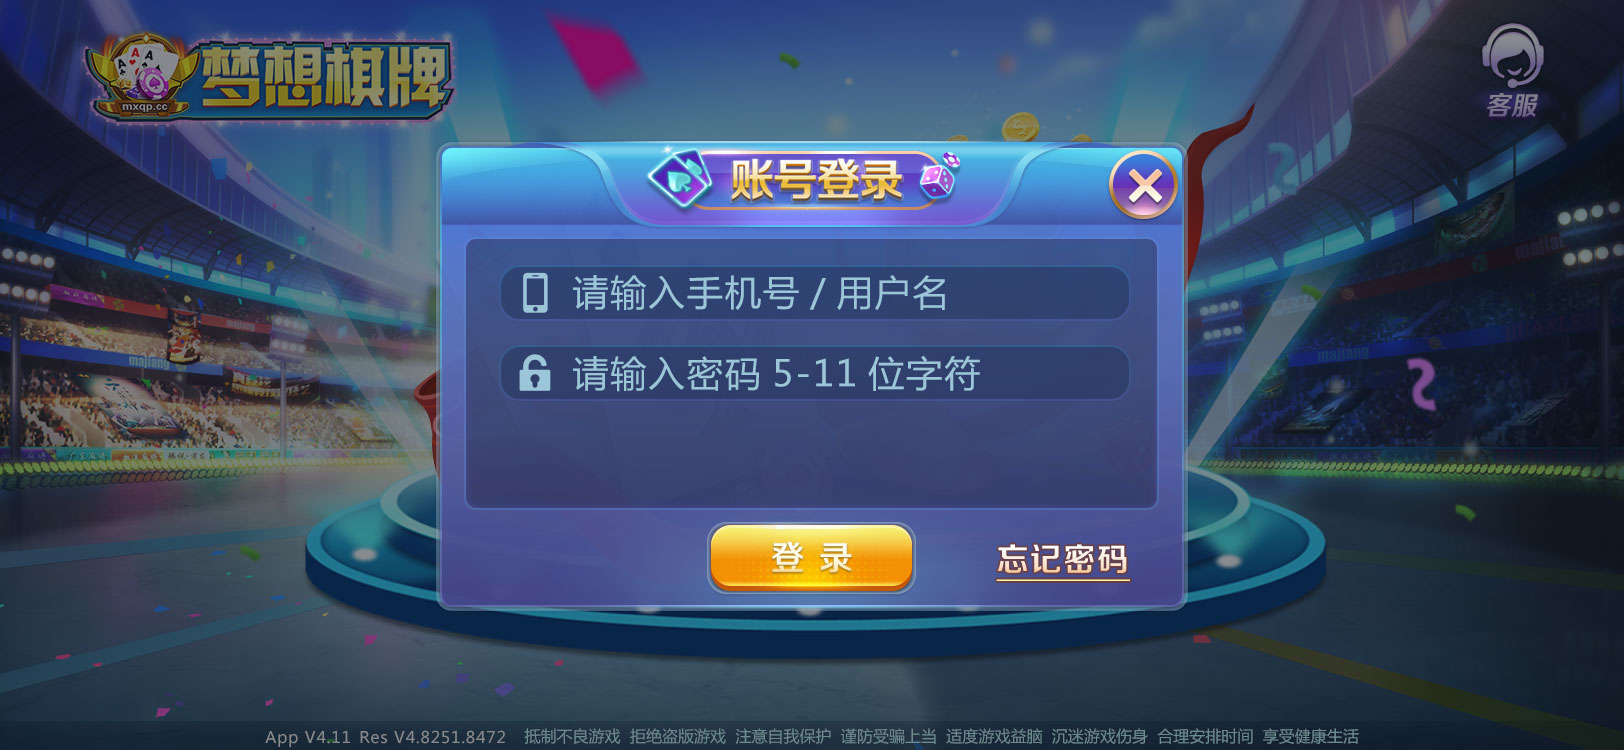 梦想棋牌
mxqp.cc
客服
账号登录
请输入手机号 / 用户名
请输入密码 5-11 位字符
登 录
忘记密码
majiang
majiang
App V4.11 Res V4.8251.8472 抵制不良游戏 拒绝盗版游戏 注意自我保护 谨防受骗上当 适度游戏益脑 沉迷游戏伤身 合理安排时间 享受健康生活